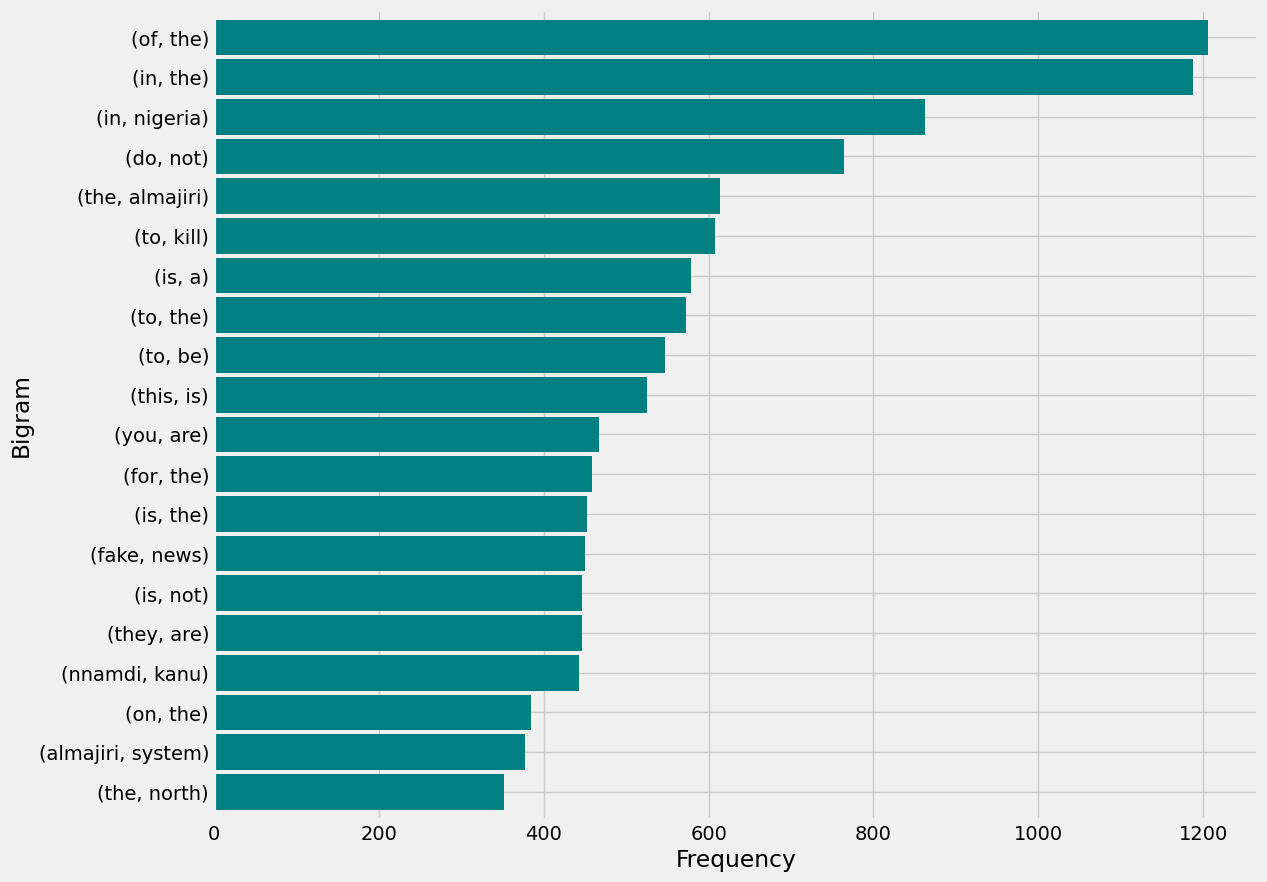 (of, the)
(in, the)
(in, nigeria)
(do, not)
(the, almajiri)
(to, kill)
(is, a)
(to, the)
(to, be)
(this, is)
(you, are)
(for, the)
(is, the)
(fake, news)
(is, not)
(they, are)
(nnamdi, kanu)
(on, the)
(almajiri, system)
(the, north)
Bigram
0 200 400 600 800 1000 1200
Frequency